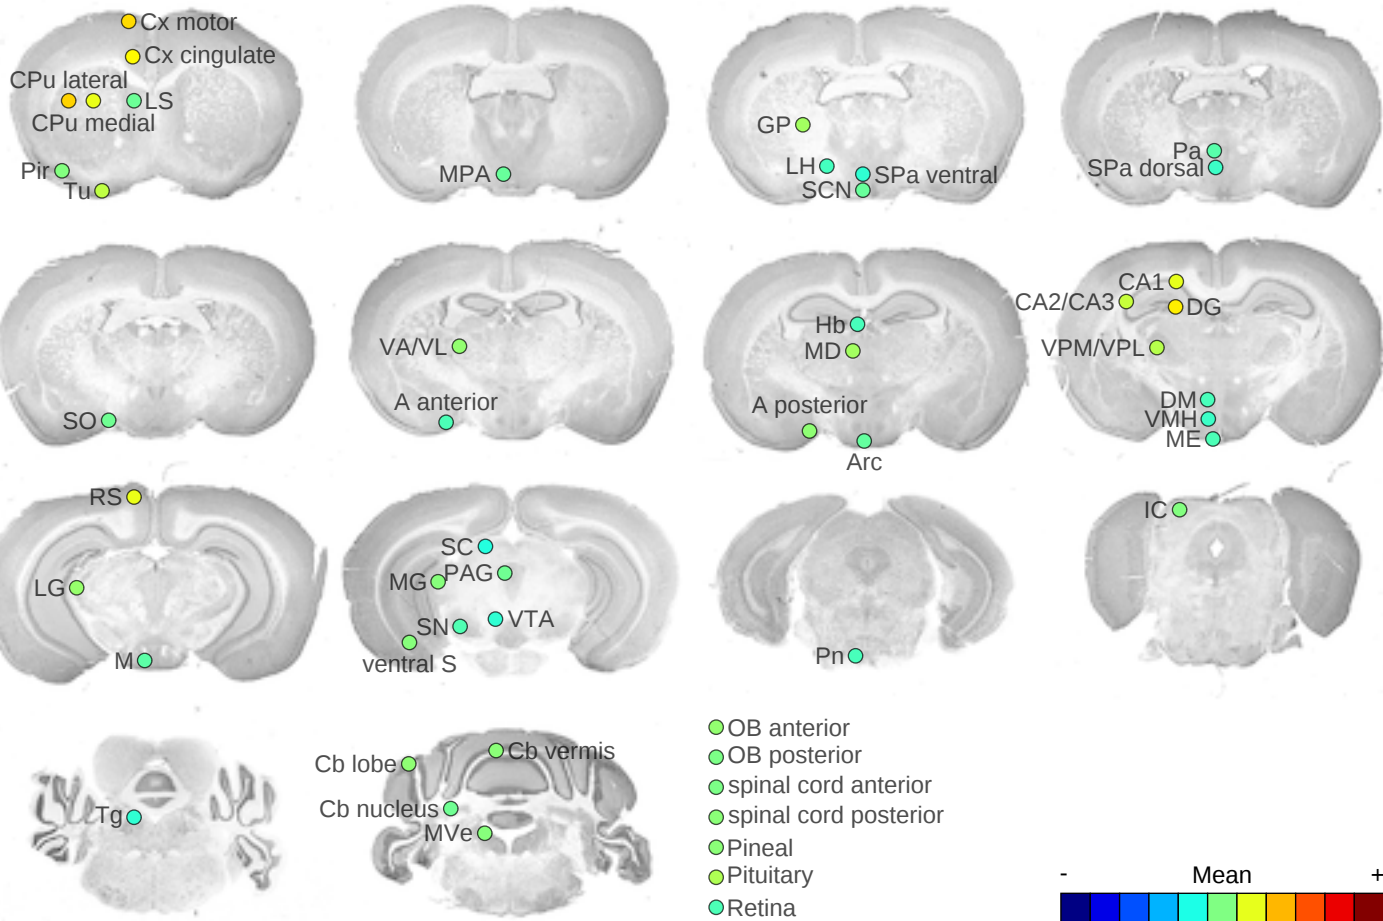 Cx motor
Cx cingulate
CPu lateral
LS
CPu medial
Pir
Tu
MPA
GP
LH
SPa ventral
SCN
Pa
SPa dorsal
SO
VA/VL
A anterior
Hb
MD
A posterior
Arc
CA1
CA2/CA3
DG
VPM/VPL
DM
VMH
ME
RS
LG
M
SC
MG
PAG
SN
VTA
ventral S
Pn
IC
Tg
Cb lobe
Cb vermis
Cb nucleus
MVe
OB anterior
OB posterior
spinal cord anterior
spinal cord posterior
Pineal
Pituitary
Retina
- Mean +